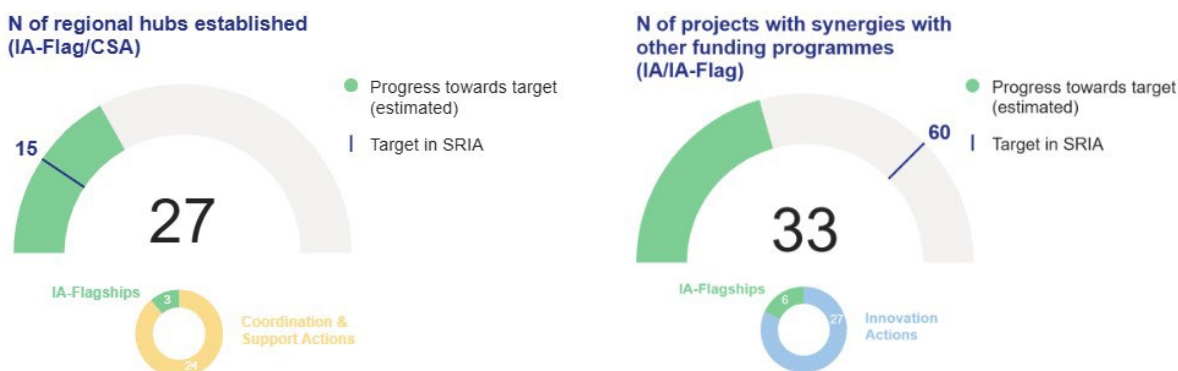 N of regional hubs established
(IA-Flag/CSA)
Progress towards target
(estimated)
Target in SRIA
15
27
IA-Flagships
3
Coordination &
Support Actions
24
N of projects with synergies with
other funding programmes
(IA/IA-Flag)
Progress towards target
(estimated)
60
Target in SRIA
33
IA-Flagships
6
27
Innovation
Actions